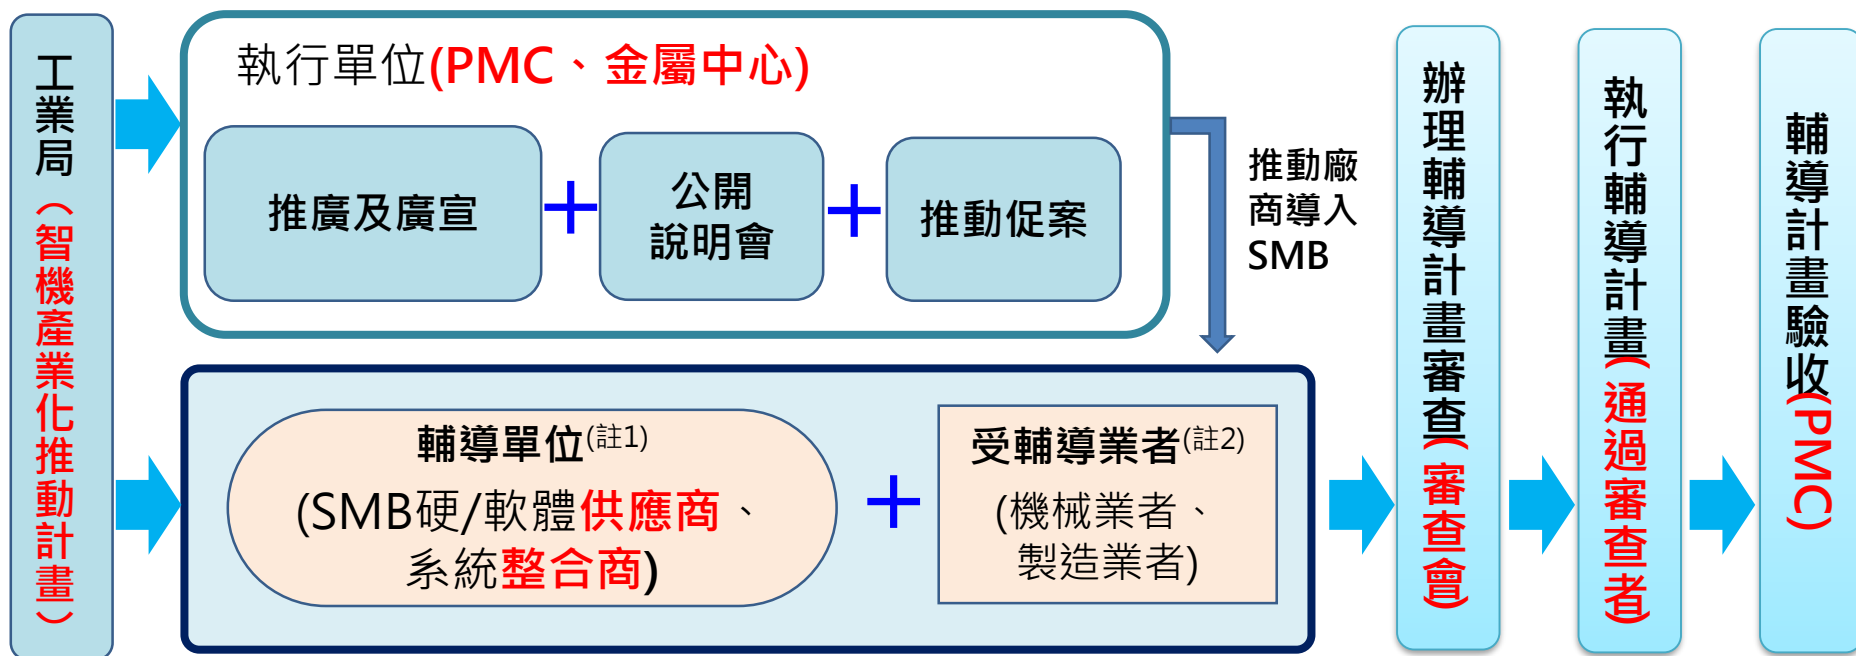 工業局（智機產業化推動計畫）
執行單位(PMC、金屬中心)
推廣及廣宣
+
公開
說明會
+
推動促案
推動廠
商導入
SMB
輔導單位(註1)
(SMB硬/軟體供應商、
系統整合商)
+
受輔導業者(註2)
(機械業者、
製造業者)
辦理輔導計畫審查(審查會)
執行輔導計畫(通過審查者)
輔導計畫驗收(PMC)